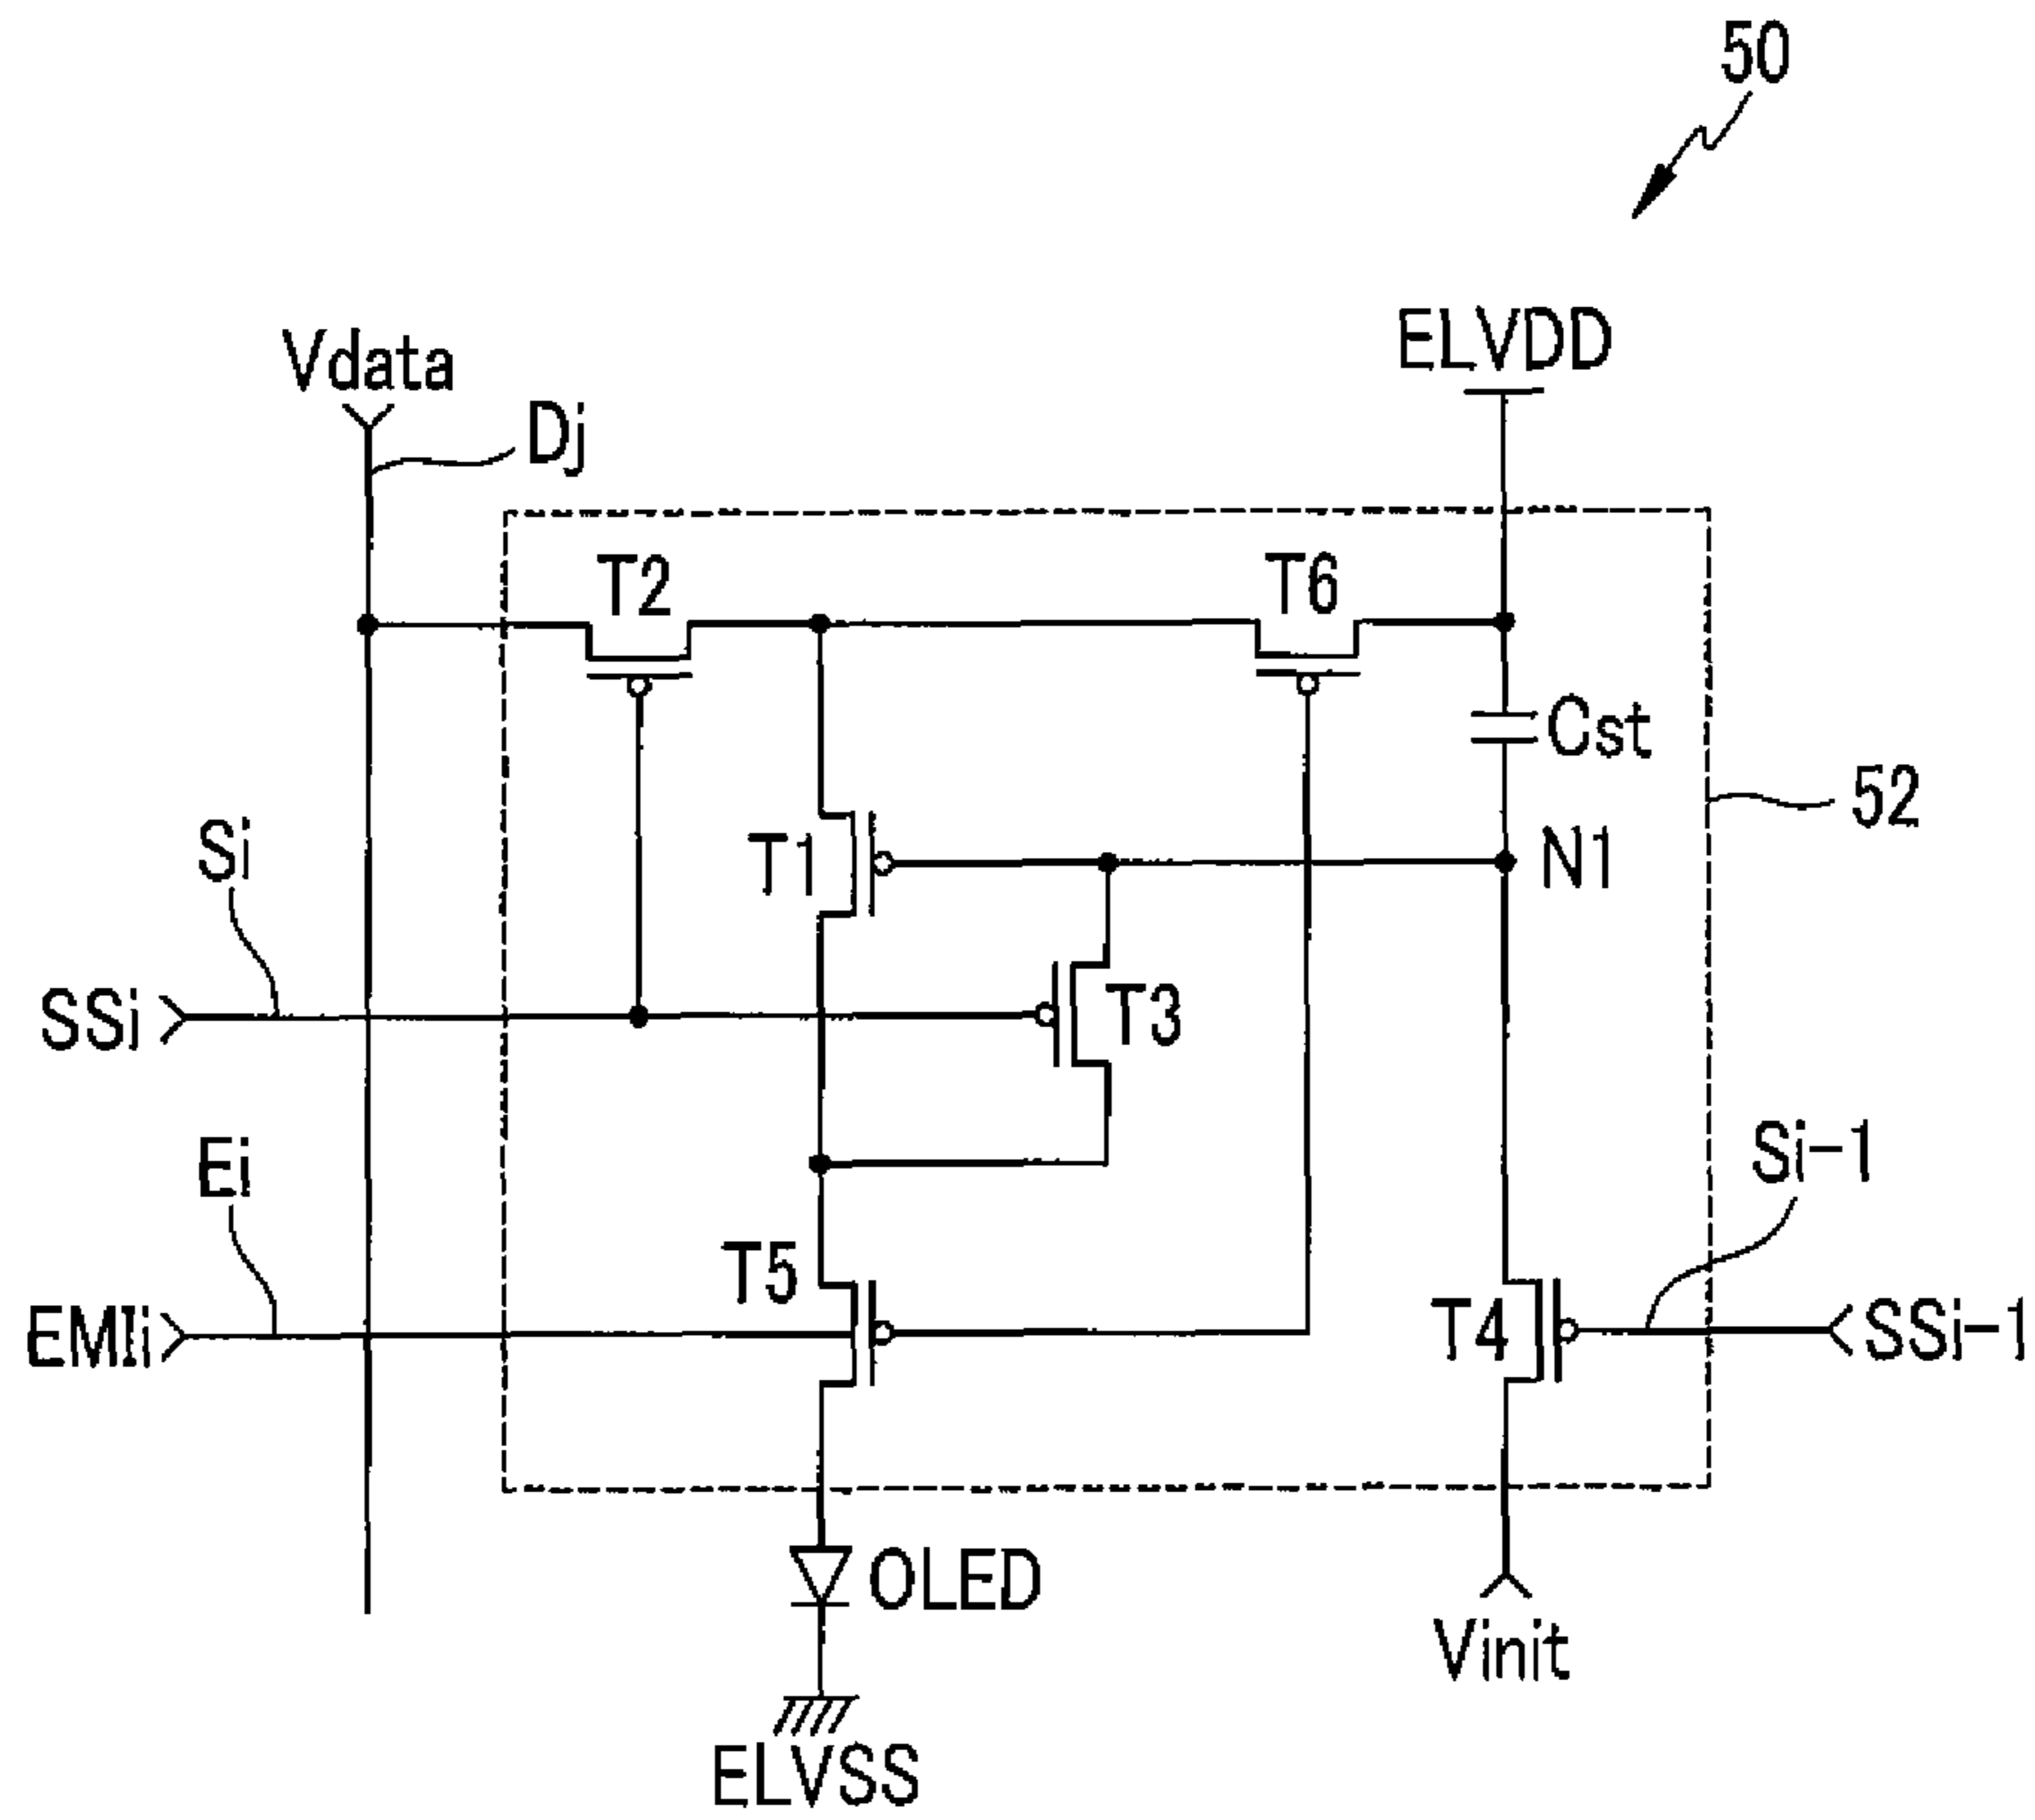 50
ELVDD
Vdata
Dj
T2
T6
Cst
52
Si
T1
N1
SSi
T3
Ei
Si-1
T5
EMIi
T4
SSi-1
OLED
Vinit
ELVSS